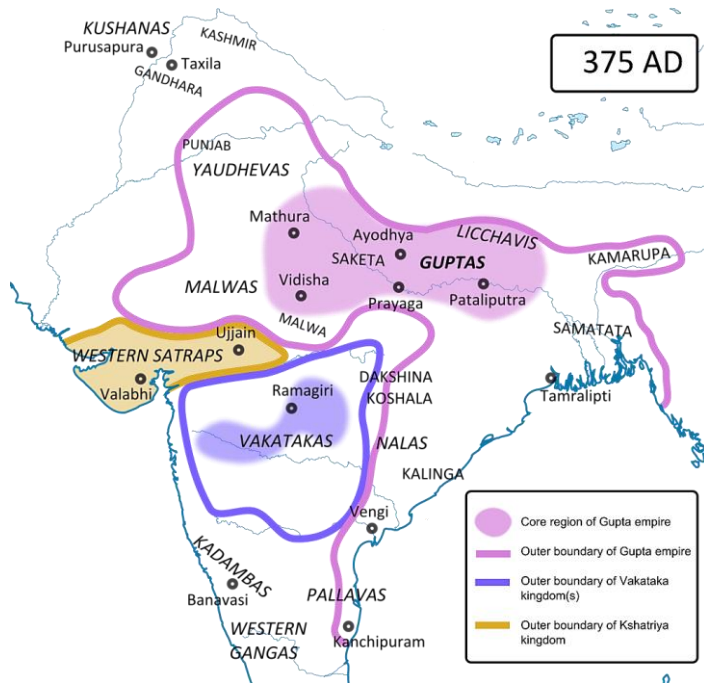 KUSHANAS
KASHMIR
375 AD
Purusapura
Taxila
GANDHARA
PUNJAB
YAUDHEVAS
Mathura
Ayodhya
LICCHAVIS
SAKETA
GUPTAS
KAMARUPA
Vidisha
MALWAS
Prayaga
Pataliputra
MALWA
SAMATATA
Ujjain
WESTERN SATRAPS
Valabhi
DAKSHINA
KOSHALA
Tamralipti
Ramagiri
VAKATAKAS
NALAS
KALINGA
Vengi
KADAMBAS
Banavasi
PALLAVAS
WESTERN
GANGAS
Kanchipuram
Core region of Gupta empire
Outer boundary of Gupta empire
Outer boundary of Vakataka
kingdom(s)
Outer boundary of Kshatriya
kingdom